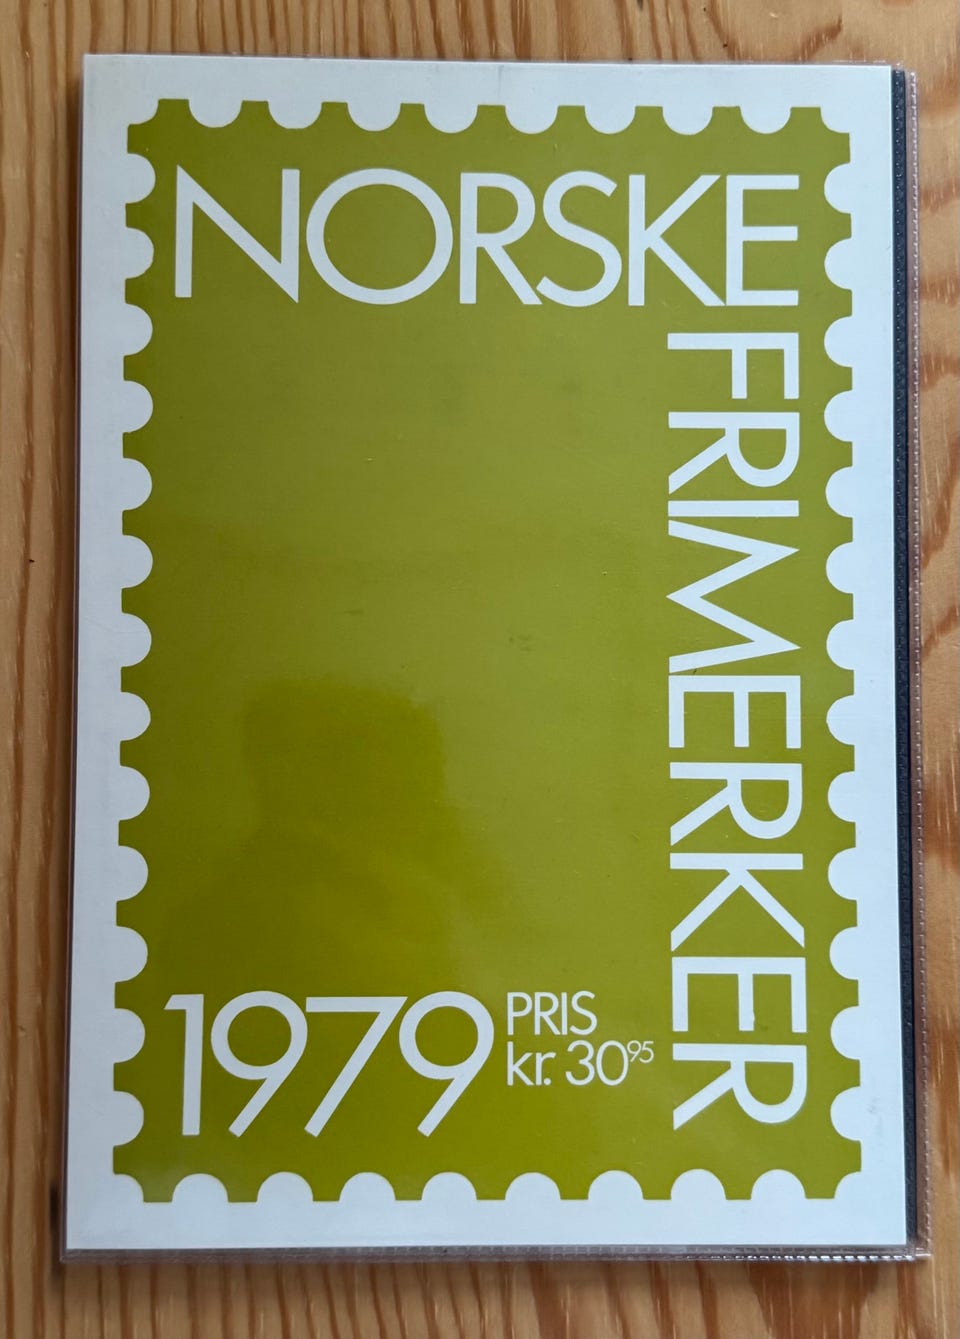 NORSKE
FRIMERKER
1979
PRIS
kr. 30⁹⁵